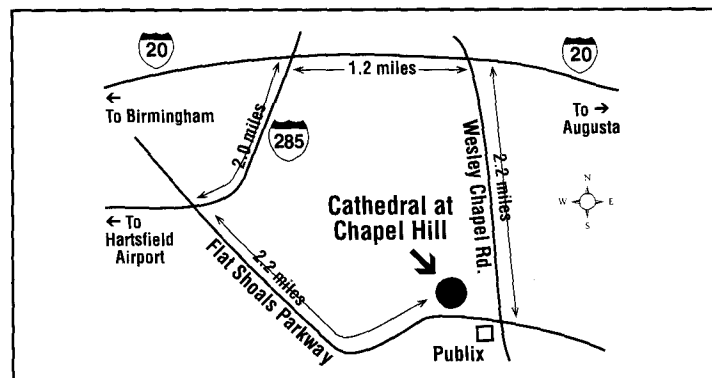 20
20
1.2 miles
← To Birmingham
To → Augusta
2.0 miles
285
Wesley Chapel Rd.
2.2 miles
N
W E
S
← To
Hartsfield
Airport
Cathedral at
Chapel Hill
2.2 miles
Flat Shoals Parkway
Publix